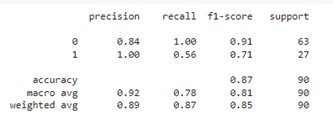 precision recall f1-score support
0 0.84 1.00 0.91 63
1 1.00 0.56 0.71 27
accuracy 0.87 90
macro avg 0.92 0.78 0.81 90
weighted avg 0.89 0.87 0.85 90